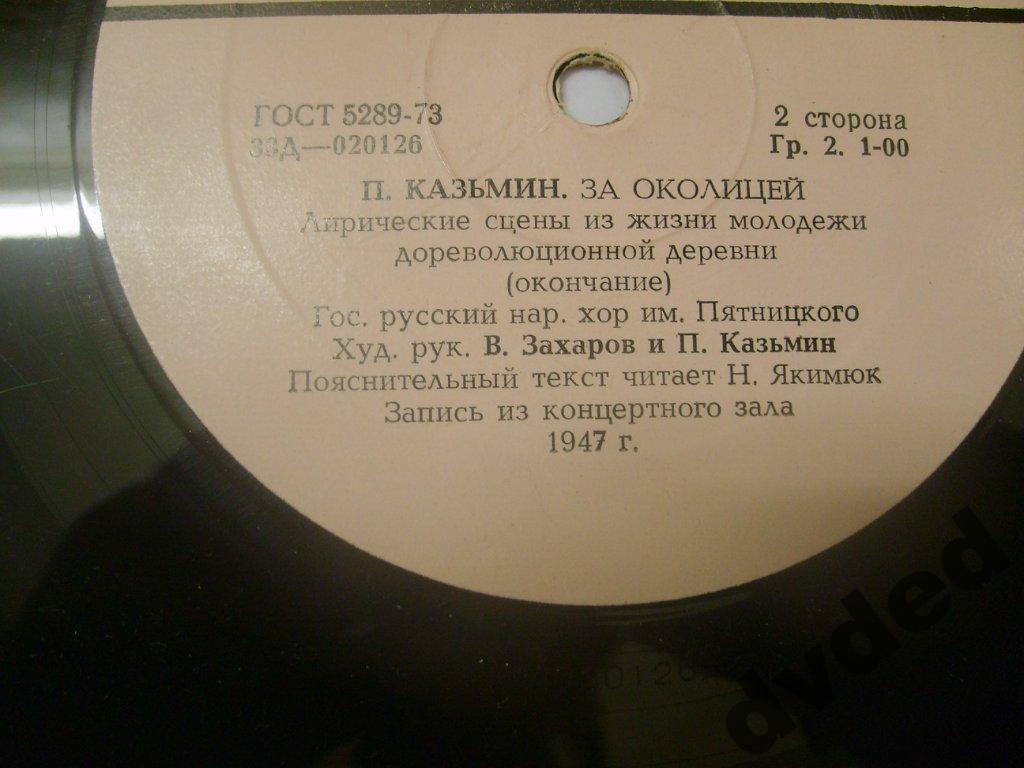 ГОСТ 5289-73
33Д—020126
2 сторона
Гр. 2. 1-00
П. КАЗЬМИН. ЗА ОКОЛИЦЕЙ
Лирические сцены из жизни молодежи
дореволюционной деревни
(окончание)
Гос. русский нар. хор им. Пятницкого
Худ. рук. В. Захаров и П. Казьмин
Пояснительный текст читает Н. Якимюк
Запись из концертного зала
1947 г.
dvded